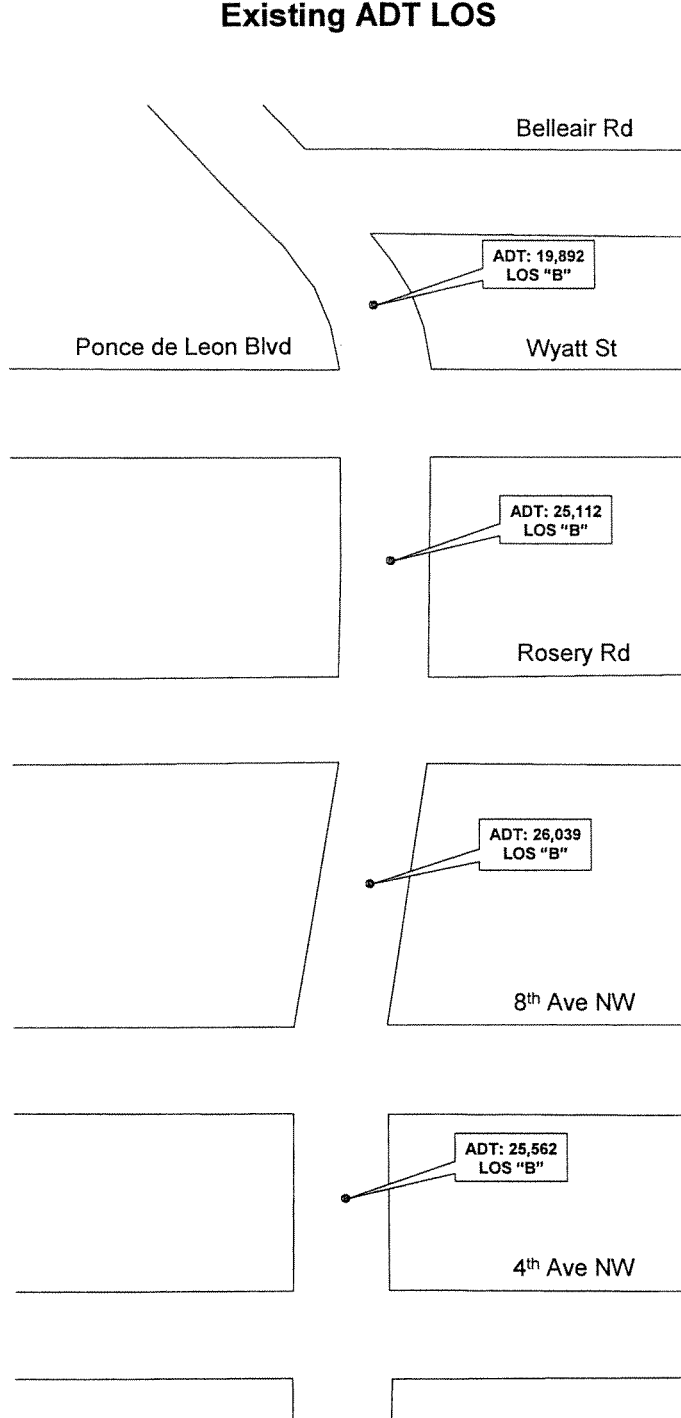 Existing ADT LOS
Belleair Rd
ADT: 19,892
LOS "B"
Ponce de Leon Blvd
Wyatt St
ADT: 25,112
LOS "B"
Rosery Rd
ADT: 26,039
LOS "B"
8th Ave NW
ADT: 25,562
LOS "B"
4th Ave NW